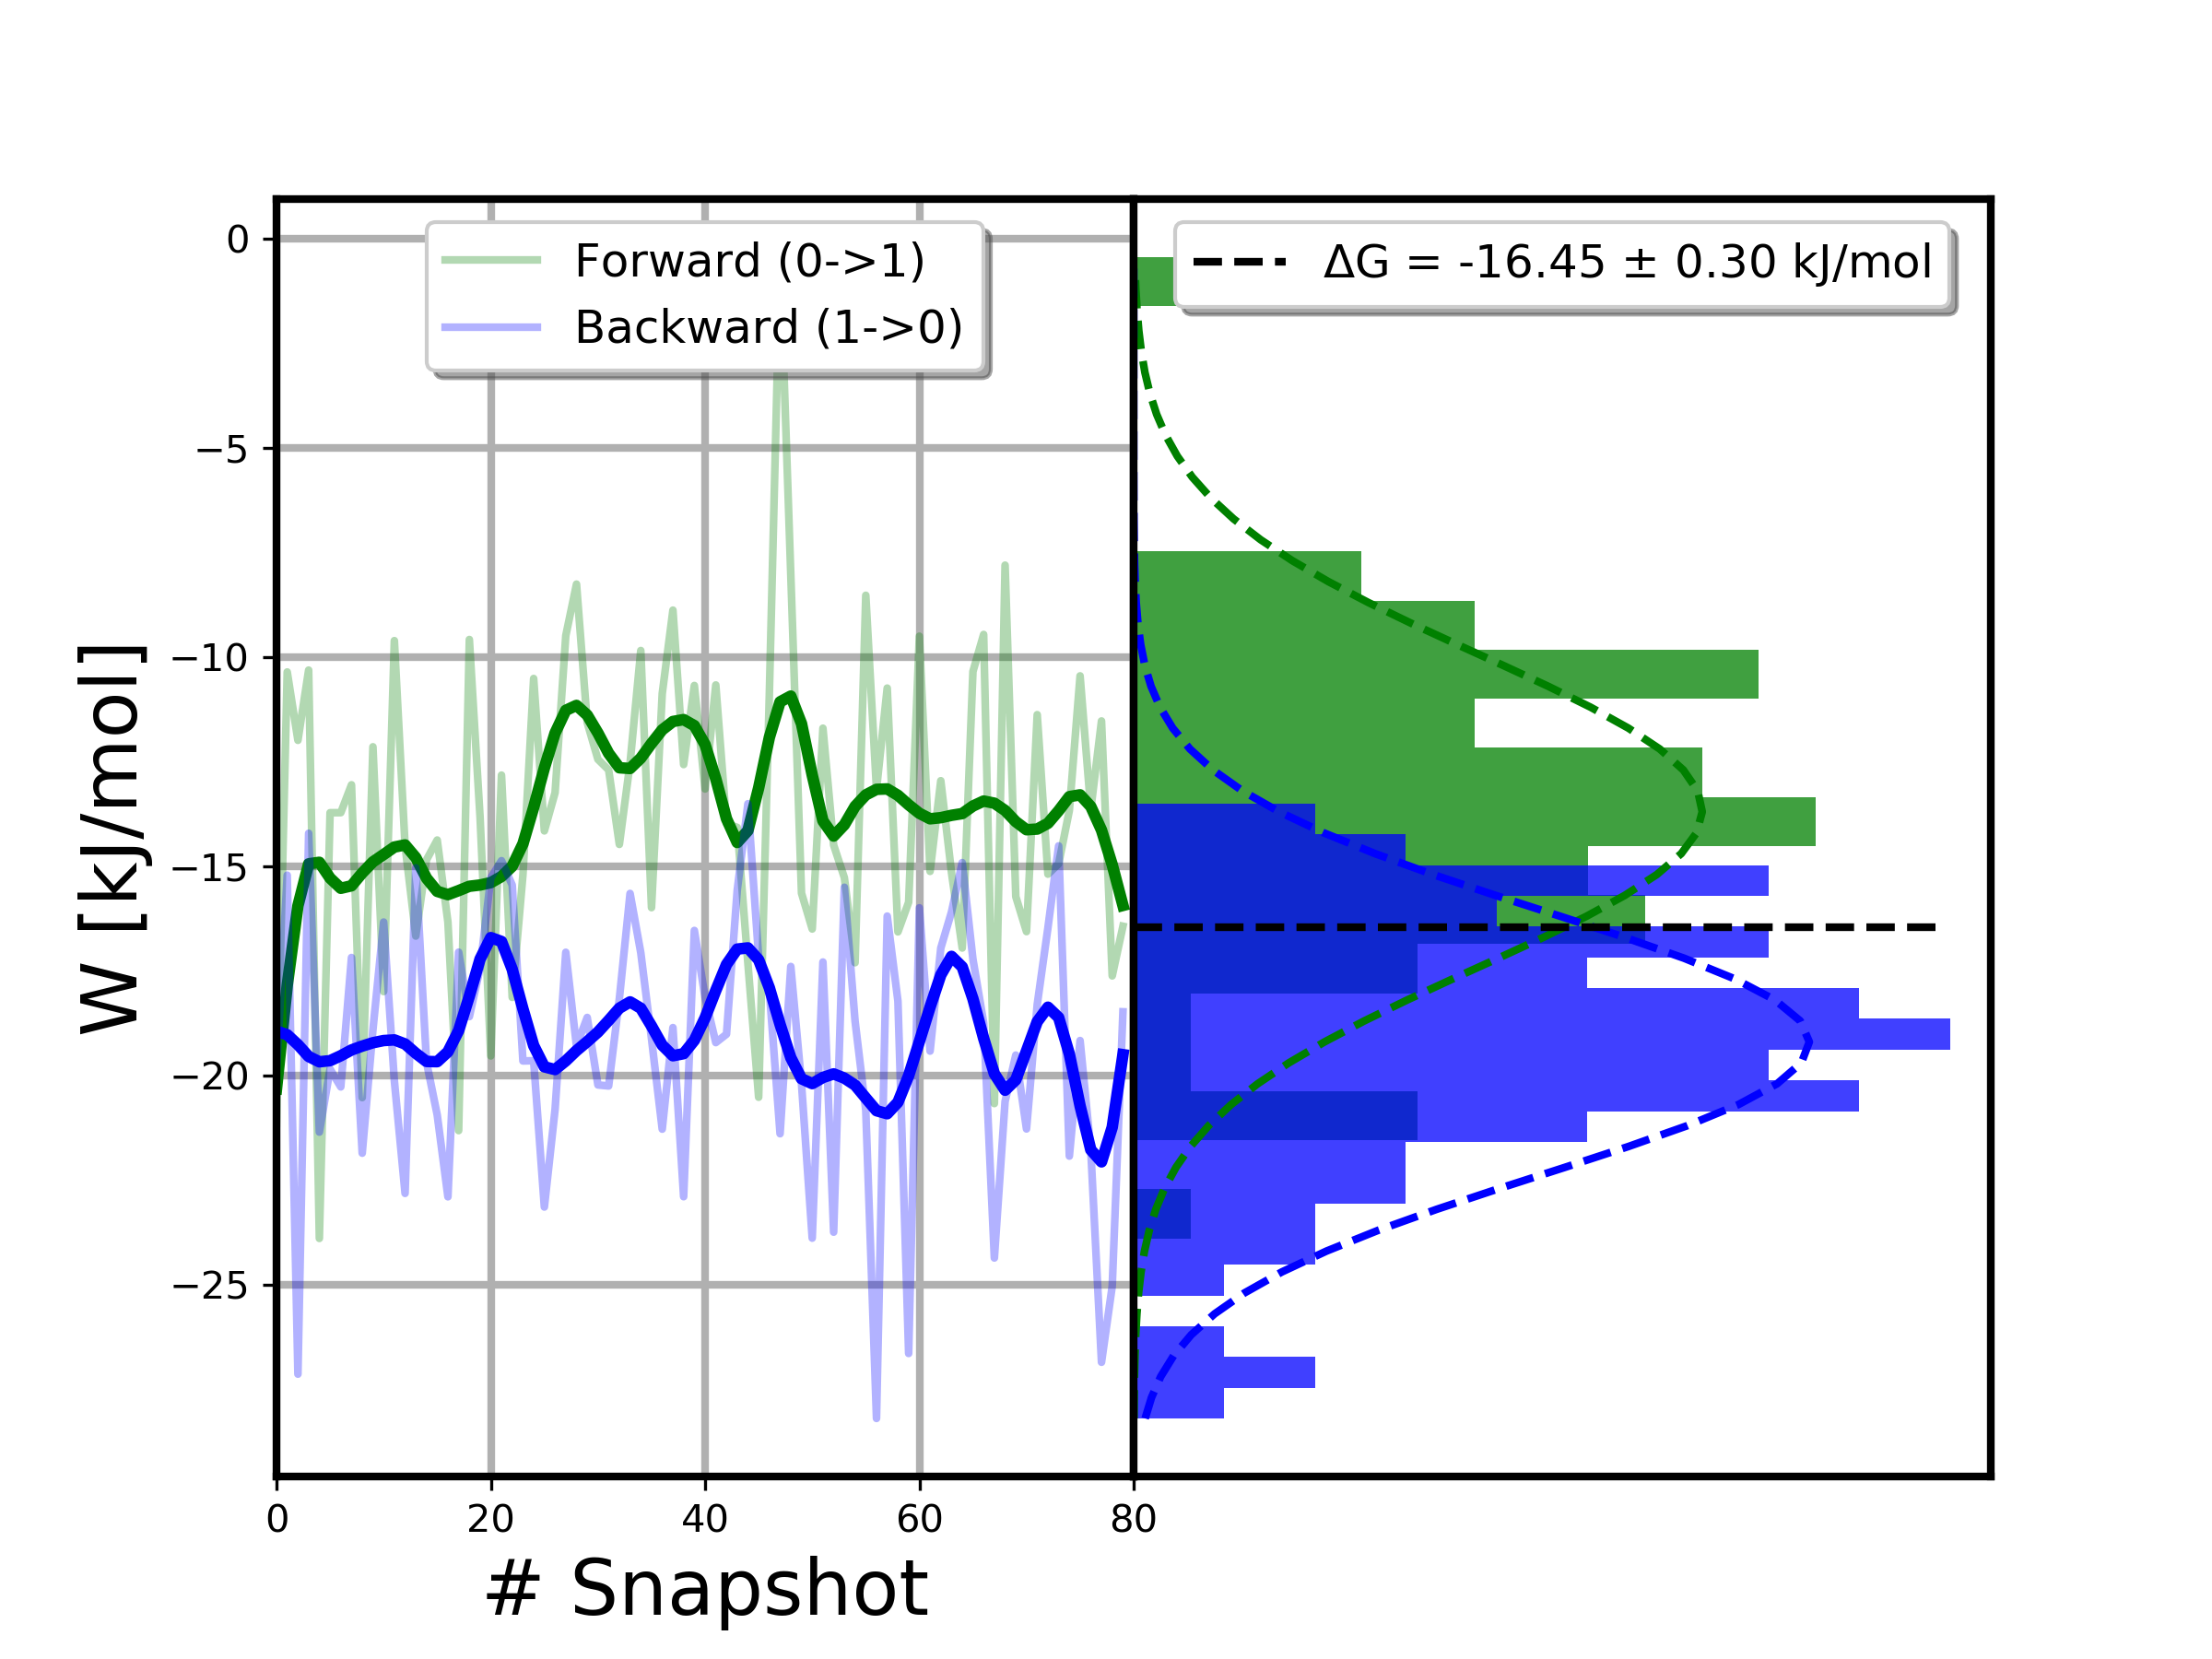 Forward (0->1)
Backward (1->0)
ΔG = -16.45 ± 0.30 kJ/mol
W [kJ/mol]
0
−5
−10
−15
−20
−25
0 20 40 60 80
# Snapshot